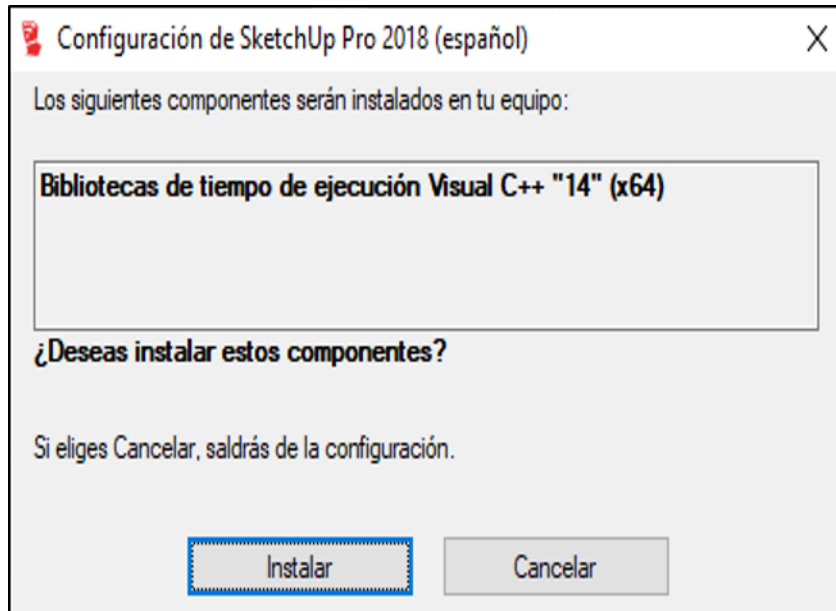 Configuración de SketchUp Pro 2018 (español)
Los siguientes componentes serán instalados en tu equipo:
Bibliotecas de tiempo de ejecución Visual C++ "14" (x64)
¿Deseas instalar estos componentes?
Si eliges Cancelar, saldrás de la configuración.
Instalar
Cancelar